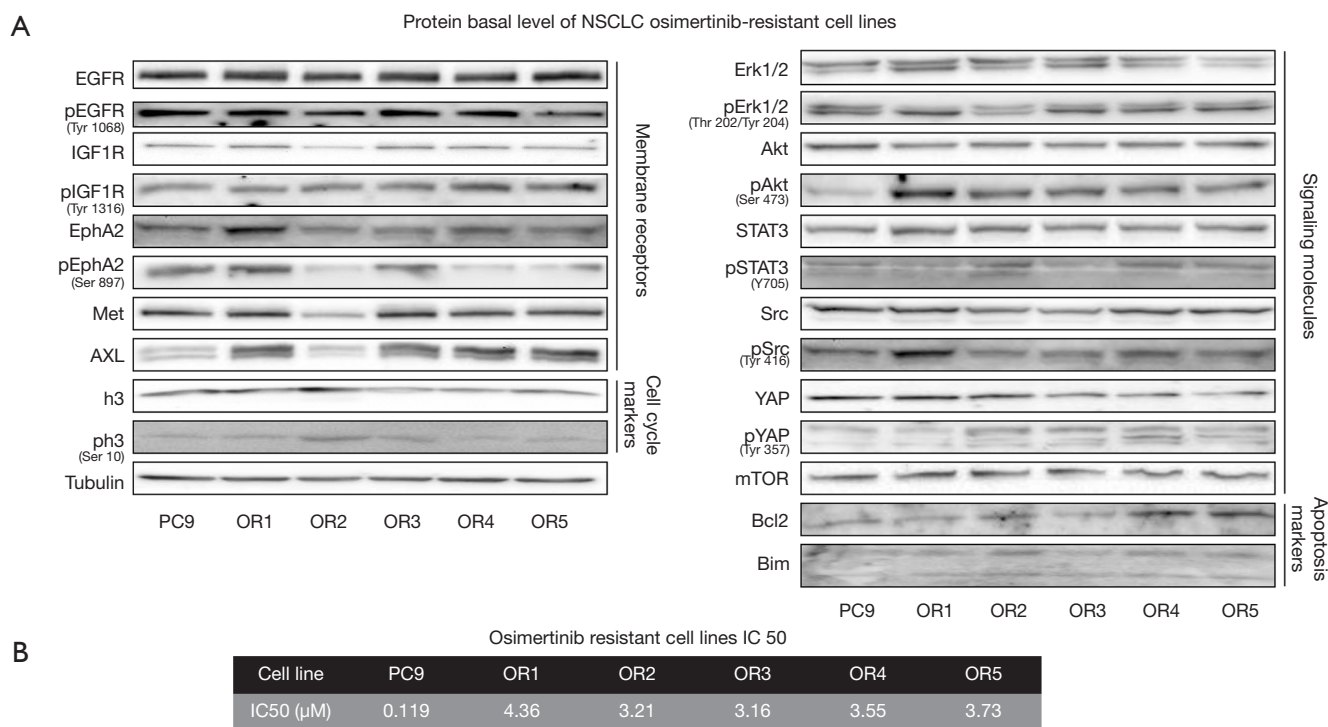 A
Protein basal level of NSCLC osimertinib-resistant cell lines
EGFR
pEGFR
(Tyr 1068)
IGF1R
pIGF1R
(Tyr 1316)
EphA2
pEphA2
(Ser 897)
Met
AXL
h3
ph3
(Ser 10)
Tubulin
Membrane receptors
Cell cycle
markers
PC9 OR1 OR2 OR3 OR4 OR5
Erk1/2
pErk1/2
(Thr 202/Tyr 204)
Akt
pAkt
(Ser 473)
STAT3
pSTAT3
(Y705)
Src
pSrc
(Tyr 416)
YAP
pYAP
(Tyr 357)
mTOR
Bcl2
Bim
Signaling molecules
Apoptosis
markers
PC9 OR1 OR2 OR3 OR4 OR5
B
Osimertinib resistant cell lines IC 50
Cell line PC9 OR1 OR2 OR3 OR4 OR5
IC50 (µM) 0.119 4.36 3.21 3.16 3.55 3.73